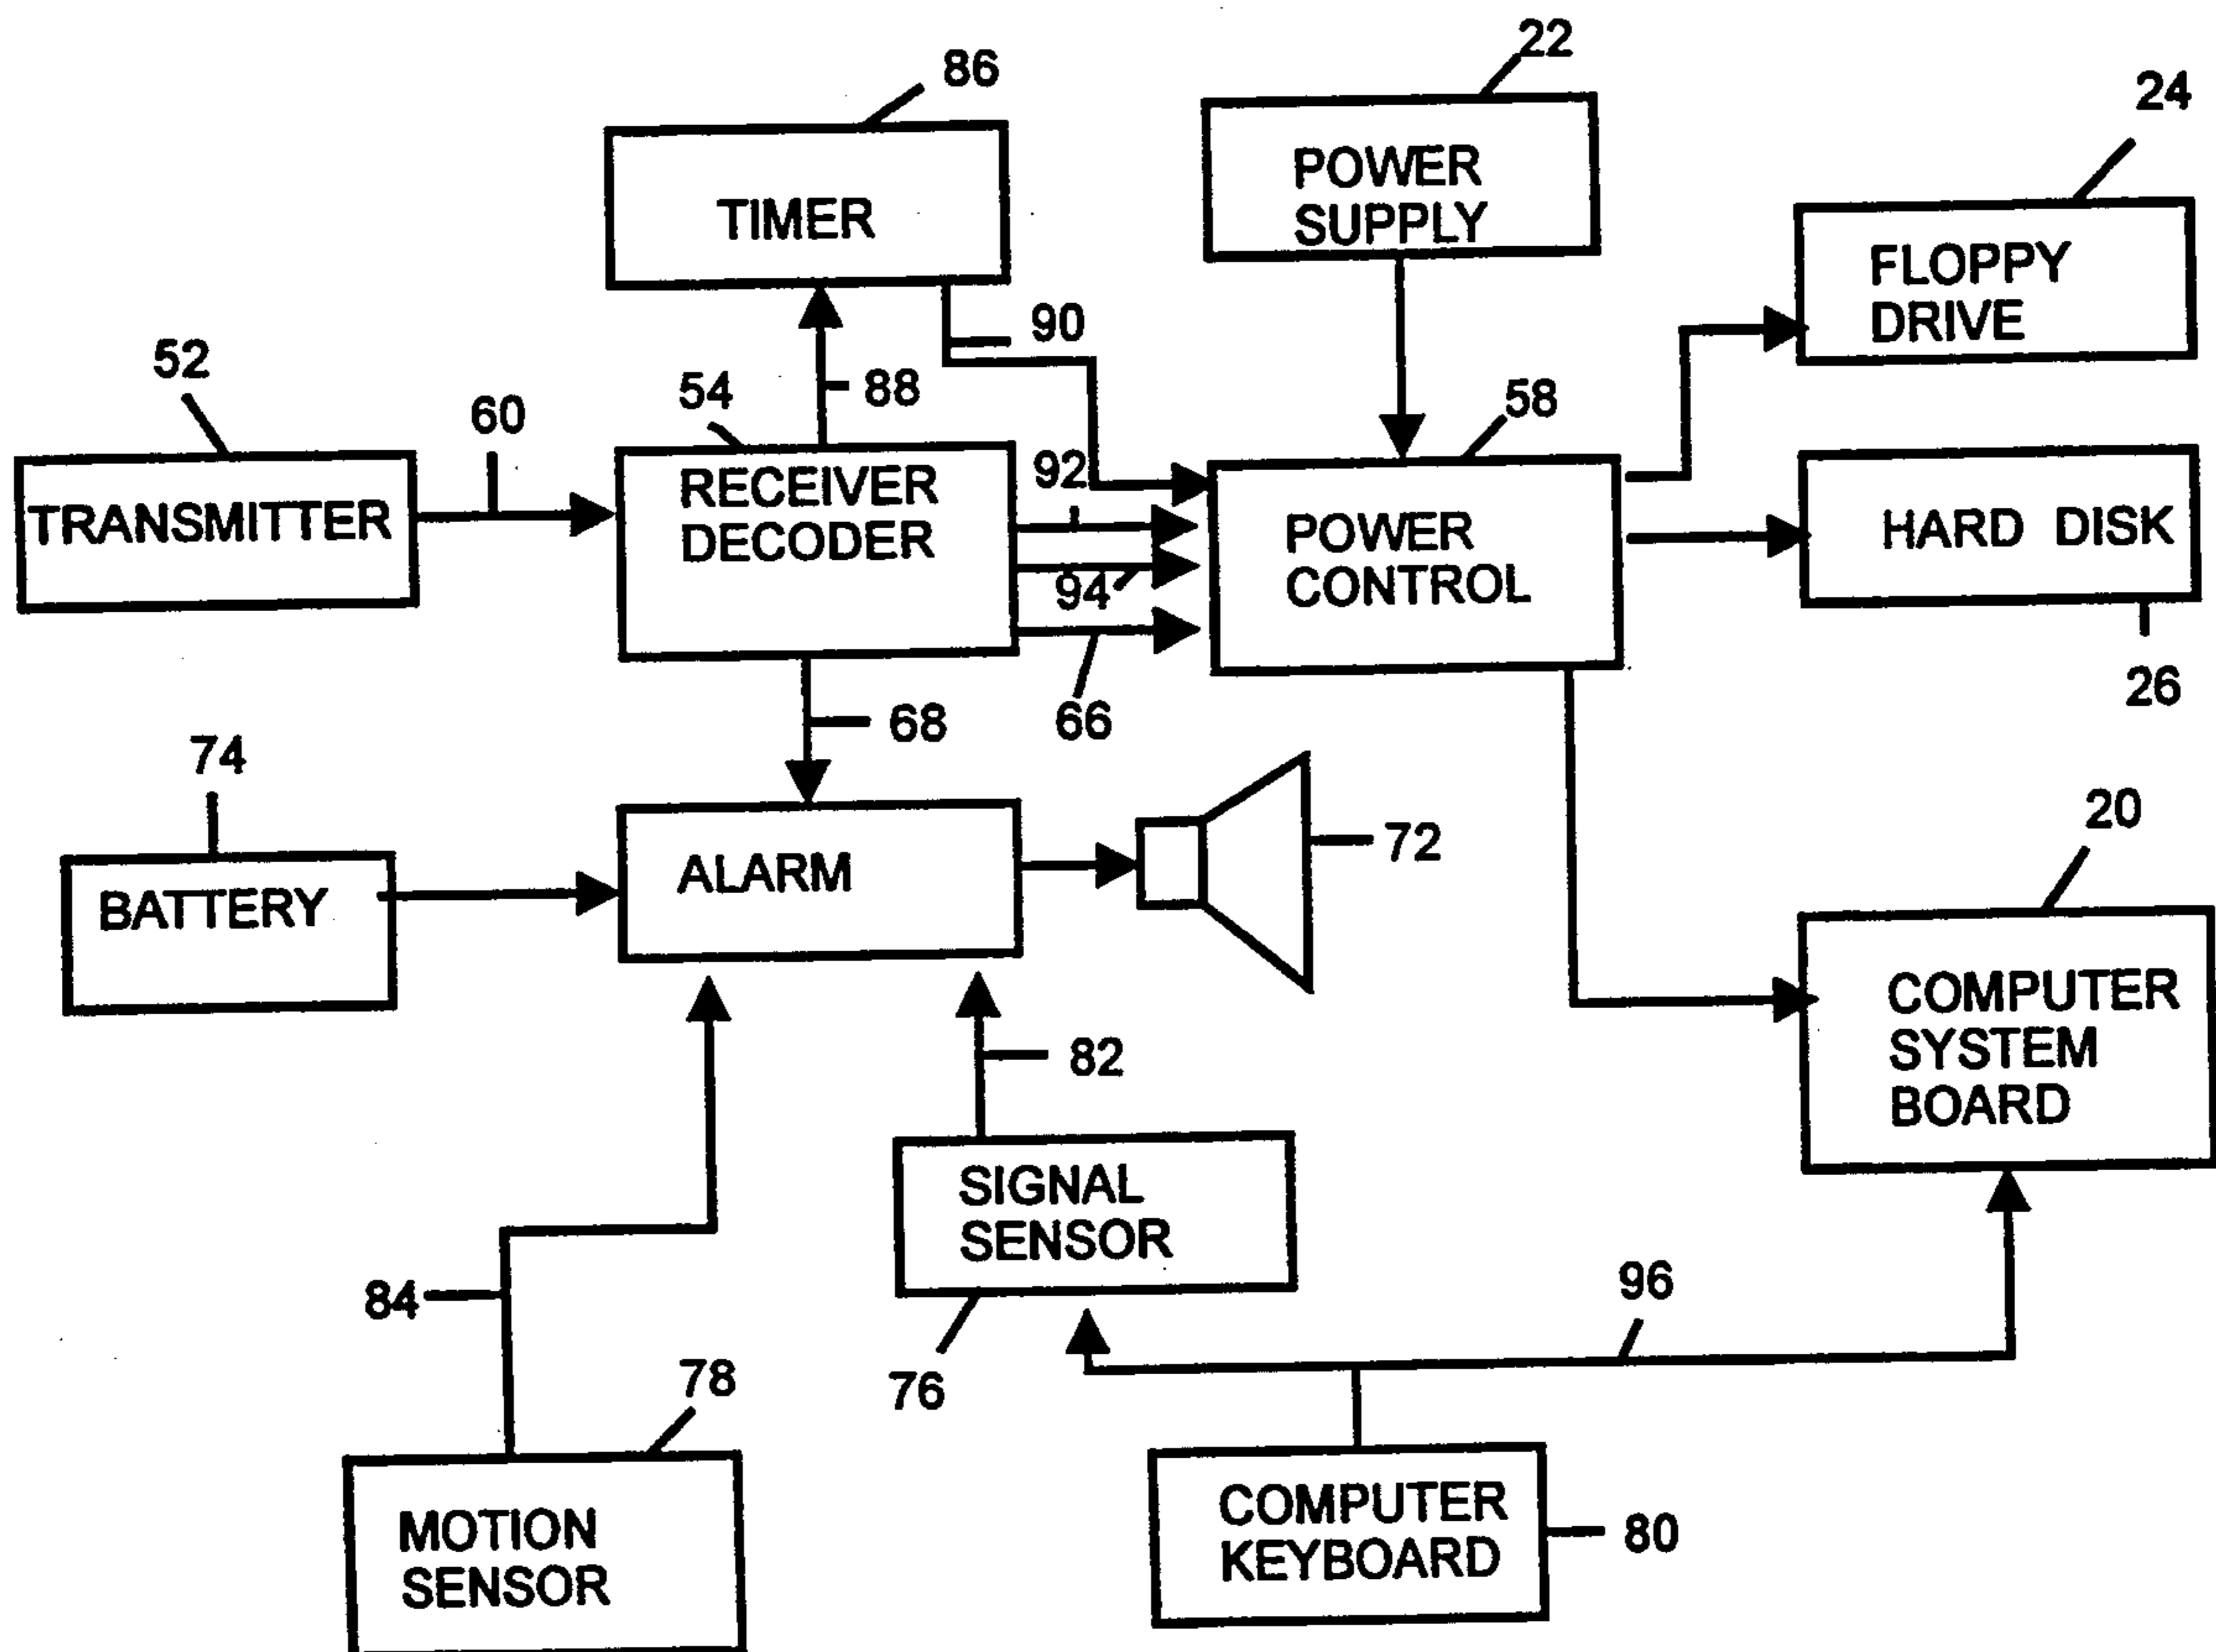 22
86
24
POWER
SUPPLY
TIMER
FLOPPY
DRIVE
90
52
88
54
58
60
92
RECEIVER
DECODER
TRANSMITTER
POWER
CONTROL
HARD DISK
94
26
68
66
74
20
72
ALARM
BATTERY
COMPUTER
SYSTEM
BOARD
82
SIGNAL
SENSOR
84
96
78
76
COMPUTER
KEYBOARD
80
MOTION
SENSOR